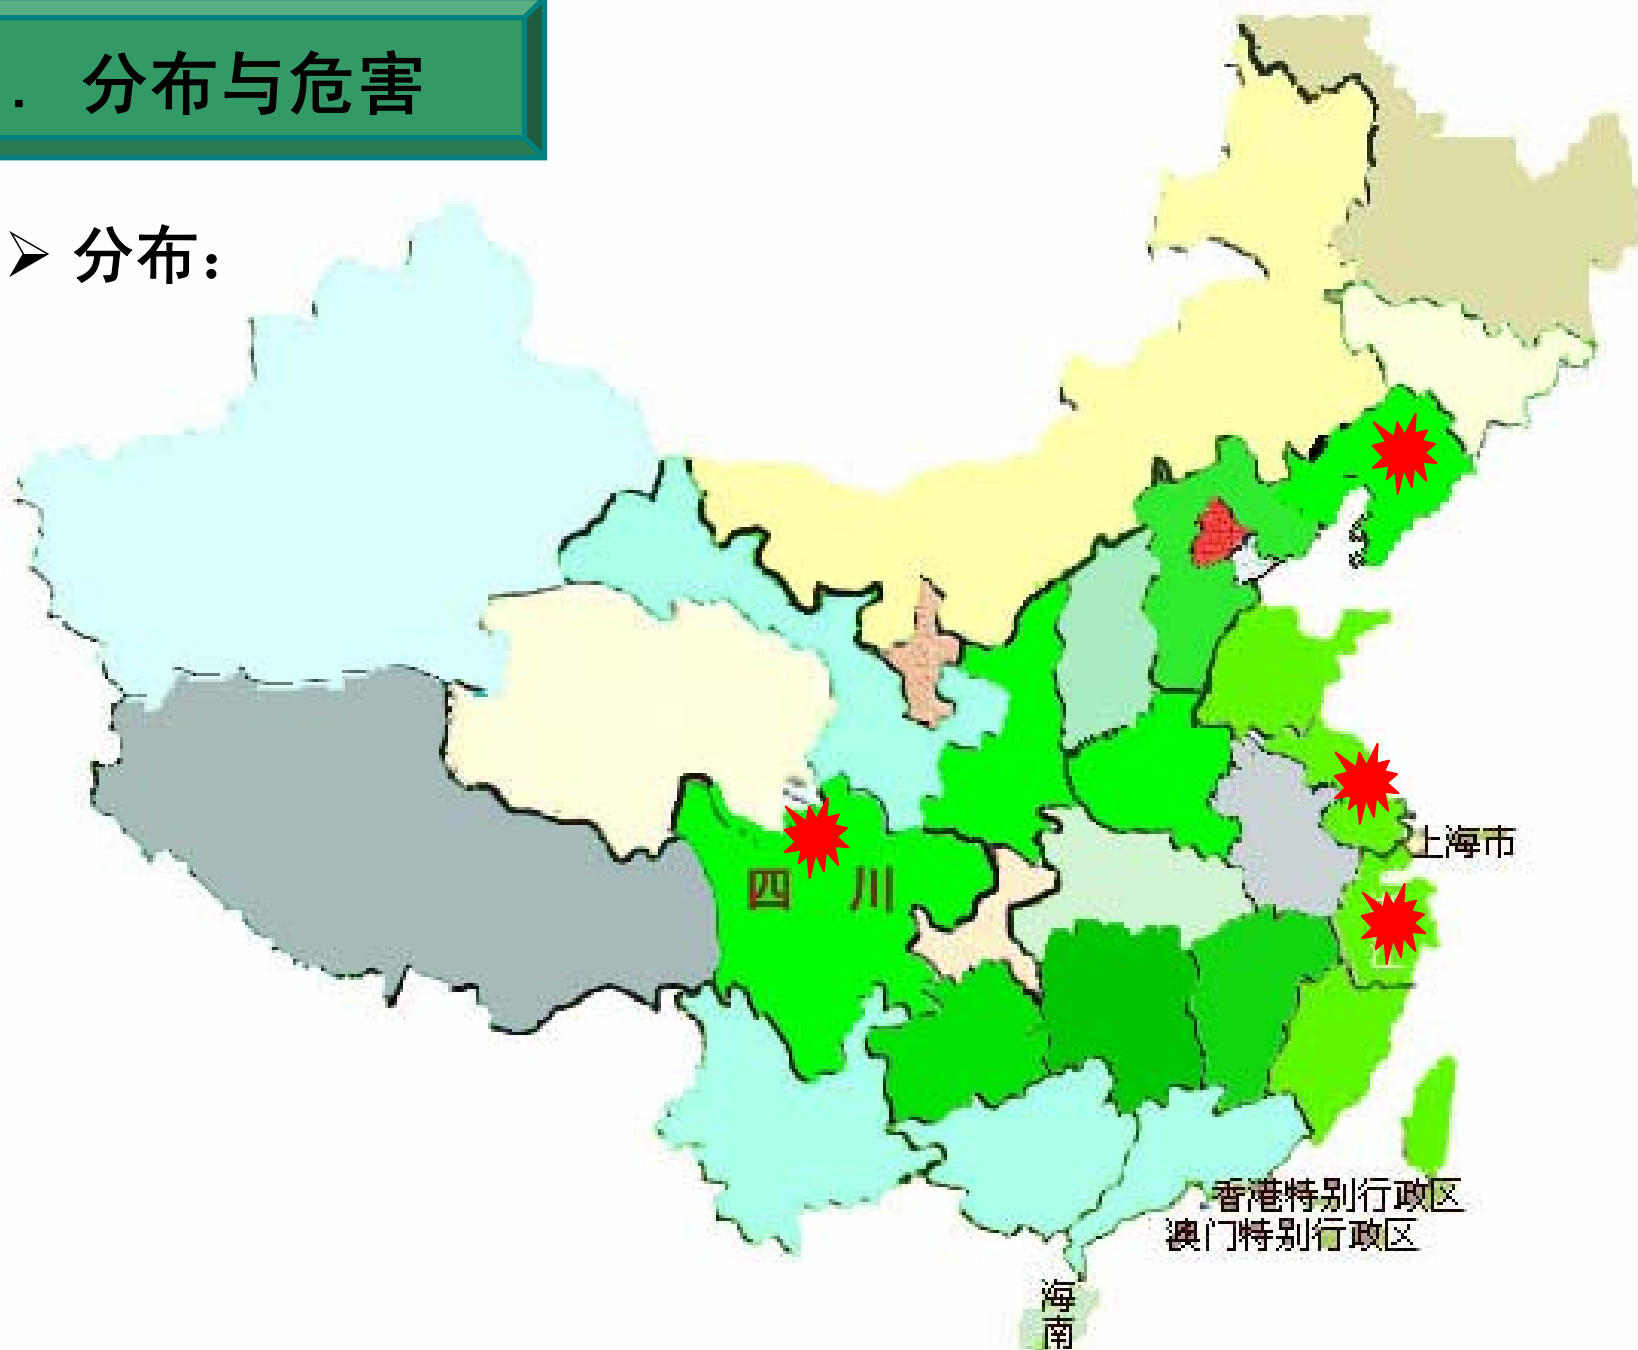 . 分布与危害
➢ 分布：
上海市
四 川
香港特别行政区
澳门特别行政区
海
南